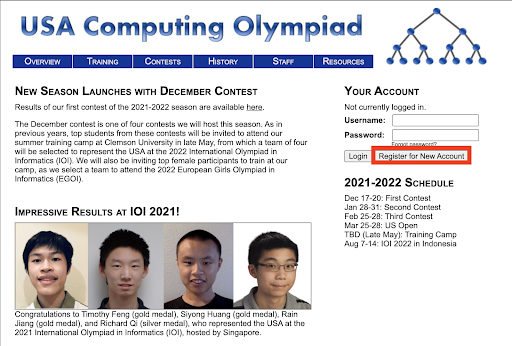 USA Computing Olympiad
OVERVIEW TRAINING CONTESTS HISTORY STAFF RESOURCES
NEW SEASON LAUNCHES WITH DECEMBER CONTEST
Results of our first contest of the 2021-2022 season are available here.
The December contest is one of four contests we will host this season. As in
previous years, top students from these contests will be invited to attend our
summer training camp at Clemson University in late May, from which a team of four
will be selected to represent the USA at the 2022 International Olympiad in
Informatics (IOI). We will also be inviting top female participants to train at our
camp, as we select a team to attend the 2022 European Girls Olympiad in
Informatics (EGOI).
IMPRESSIVE RESULTS AT IOI 2021!
Congratulations to Timothy Feng (gold medal), Siyong Huang (gold medal), Rain
Jiang (gold medal), and Richard Qi (silver medal), who represented the USA at the
2021 International Olympiad in Informatics (IOI), hosted by Singapore.
YOUR ACCOUNT
Not currently logged in.
Username:
Password:
Forgot password?
Login Register for New Account
2021-2022 SCHEDULE
Dec 17-20: First Contest
Jan 28-31: Second Contest
Feb 25-28: Third Contest
Mar 25-28: US Open
TBD (Late May): Training Camp
Aug 7-14: IOI 2022 in Indonesia